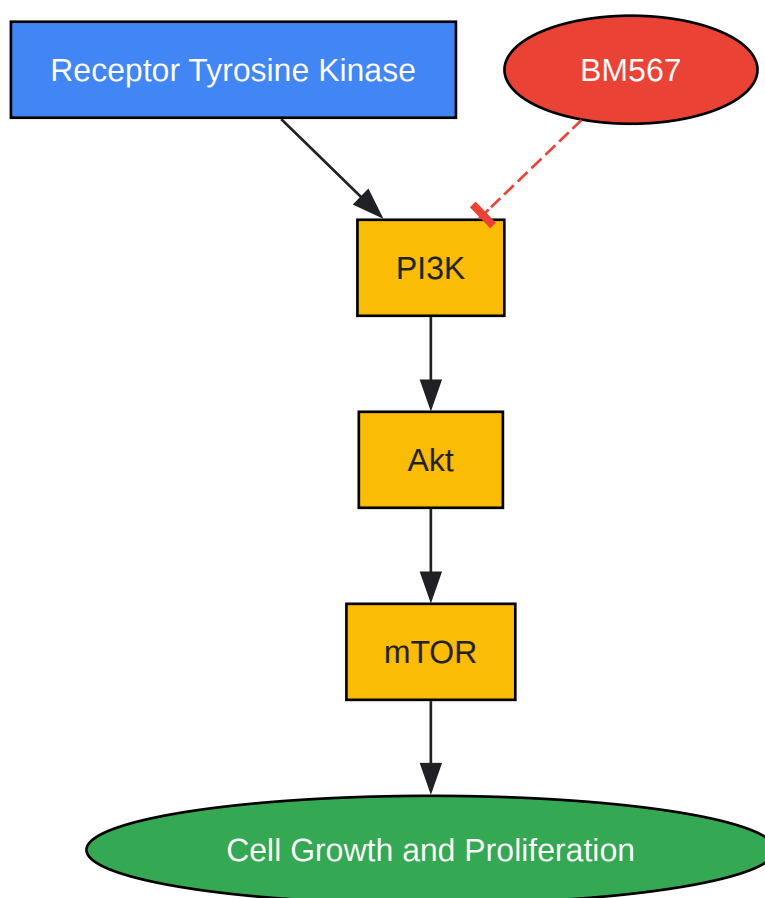 Receptor Tyrosine Kinase
BM567
PI3K
Akt
mTOR
Cell Growth and Proliferation